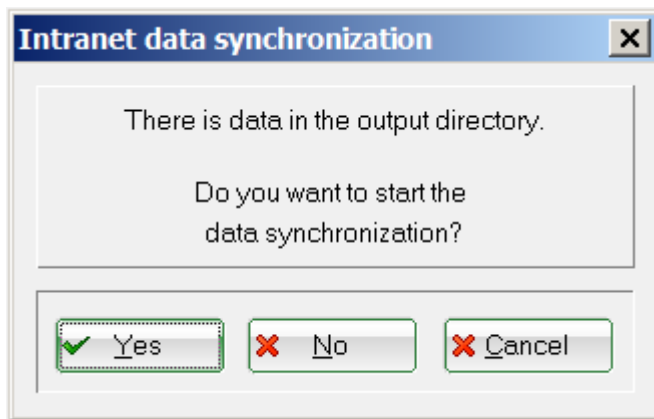 Intranet data synchronization
There is data in the output directory.
Do you want to start the
data synchronization?
Yes No Cancel